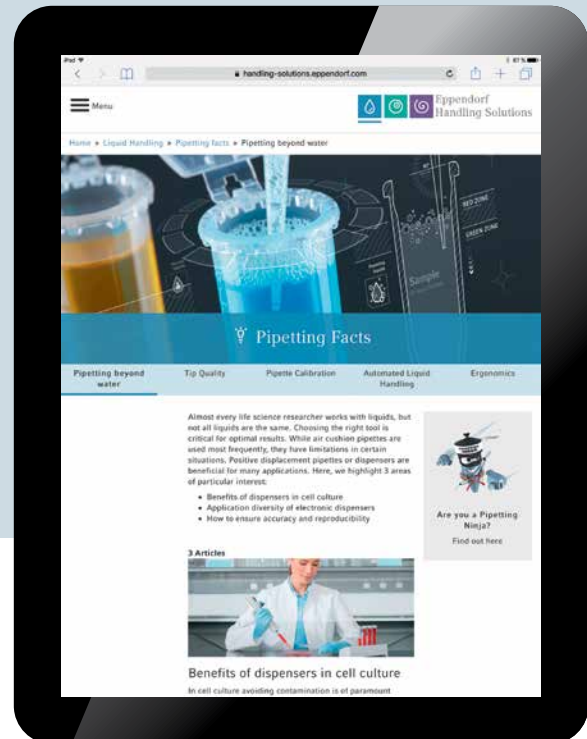 iPad
handling-solutions.eppendorf.com
67 %
Menu
Eppendorf
Handling Solutions
Home » Liquid Handling » Pipetting facts » Pipetting beyond water
RED ZONE
GREEN ZONE
Sample
Pipetting Facts
Pipetting beyond
water
Tip Quality
Pipette Calibration
Automated Liquid
Handling
Ergonomics
Almost every life science researcher works with liquids, but
not all liquids are the same. Choosing the right tool is
critical for optimal results. While air cushion pipettes are
used most frequently, they have limitations in certain
situations. Positive displacement pipettes or dispensers are
beneficial for many applications. Here, we highlight 3 areas
of particular interest:
• Benefits of dispensers in cell culture
• Application diversity of electronic dispensers
• How to ensure accuracy and reproducibility
Are you a Pipetting
Ninja?
Find out here
3 Articles
Benefits of dispensers in cell culture
In cell culture avoiding contamination is of paramount